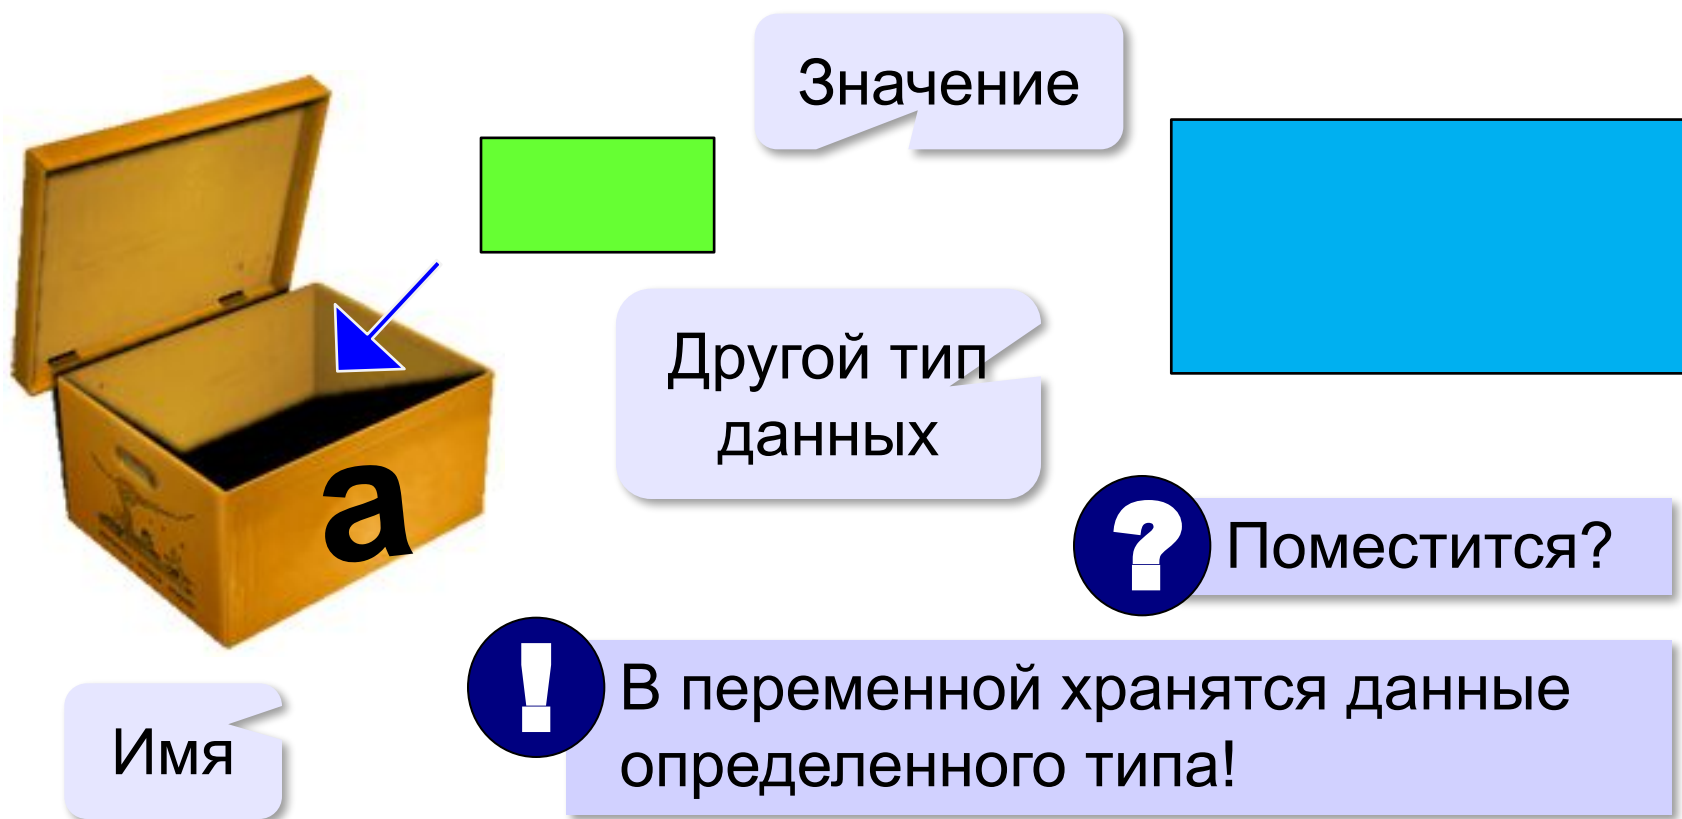 Значение
Другой тип
данных
a
?
Поместится?
!
В переменной хранятся данные
определенного типа!
Имя